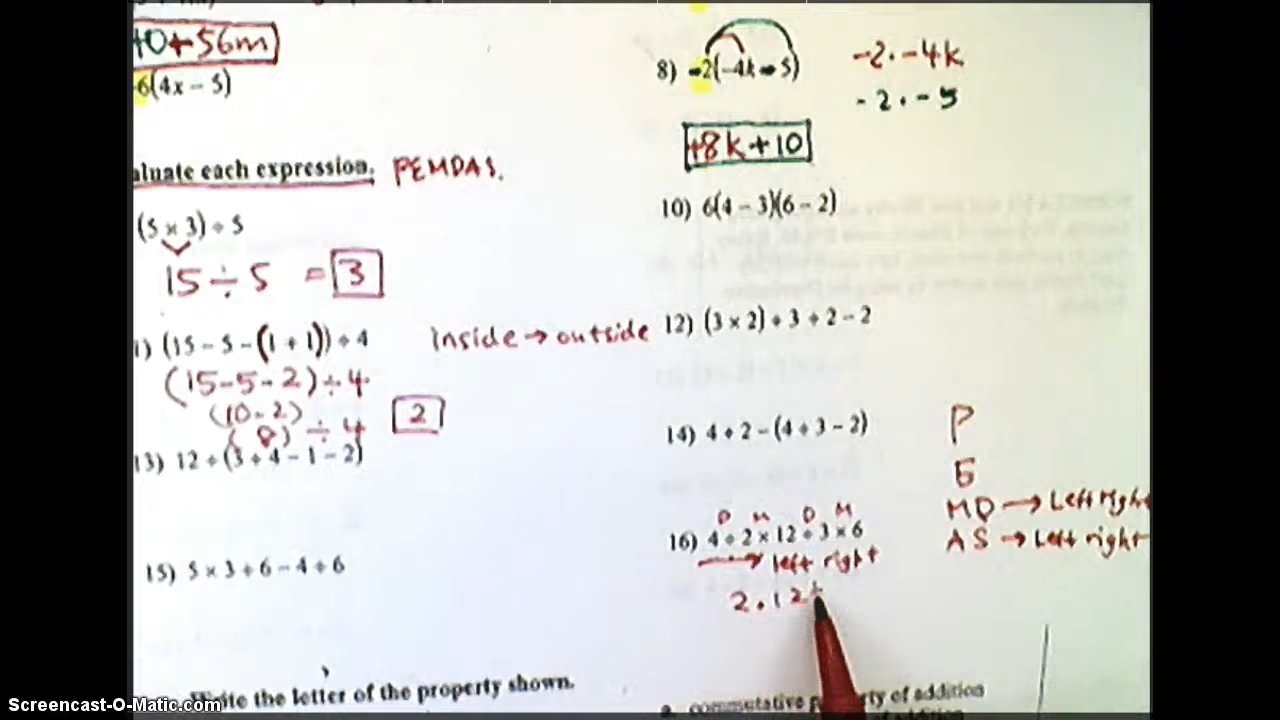 40+56m
6(4x – 5)
aluate each expression. PEMDAS.
(5 × 3) ÷ 5
15 ÷ 5 = 3
1) (15 – 5 – (1 + 1)) ÷ 4 inside → outside
(15-5-2) ÷ 4
(10-2)
(8) ÷ 4
2
13) 12 ÷ (3 + 4 – 1 – 2)
15) 5 × 3 + 6 – 4 + 6
Write the letter of the property shown.
8) –2(–4k – 5) -2·-4k
-2·-5
+8k+10
10) 6(4 – 3)(6 – 2)
12) (3 × 2) ÷ 3 + 2 – 2
14) 4 + 2 – (4 + 3 – 2)
P
E
MD → Left right
AS → Left right
D M D M
16) 4 ÷ 2 × 12 ÷ 3 × 6
→ left right
2.12÷
a. commutative property of addition
of addition
Screencast-O-Matic.com